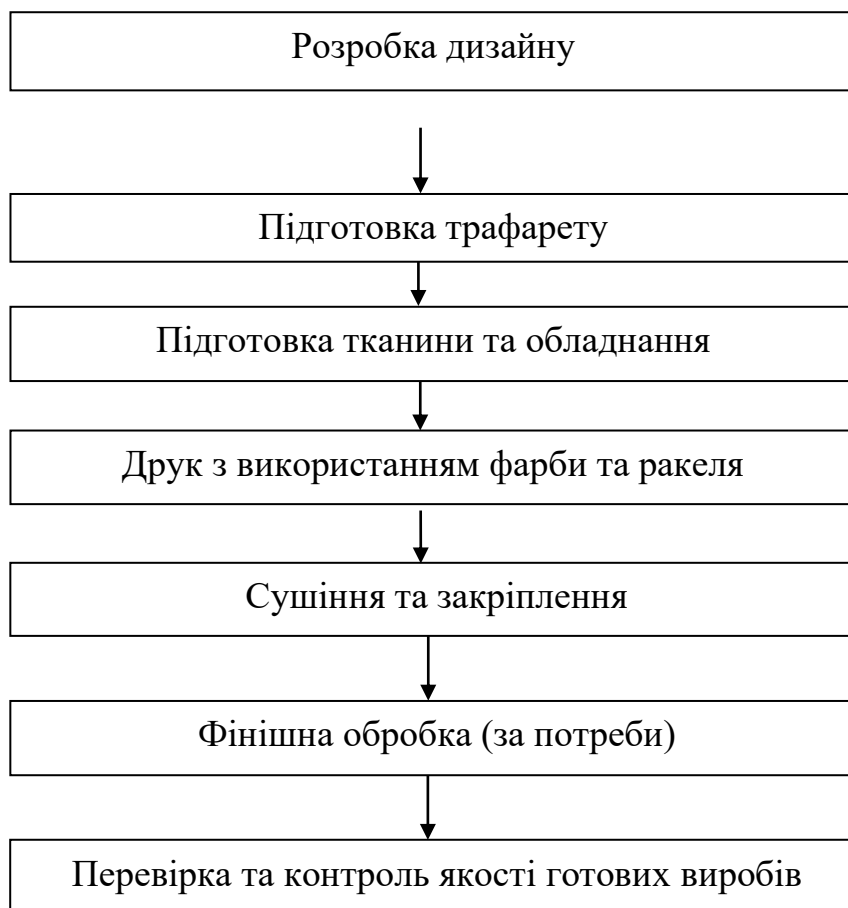 Розробка дизайну
Підготовка трафарету
Підготовка тканини та обладнання
Друк з використанням фарби та ракеля
Сушіння та закріплення
Фінішна обробка (за потреби)
Перевірка та контроль якості готових виробів